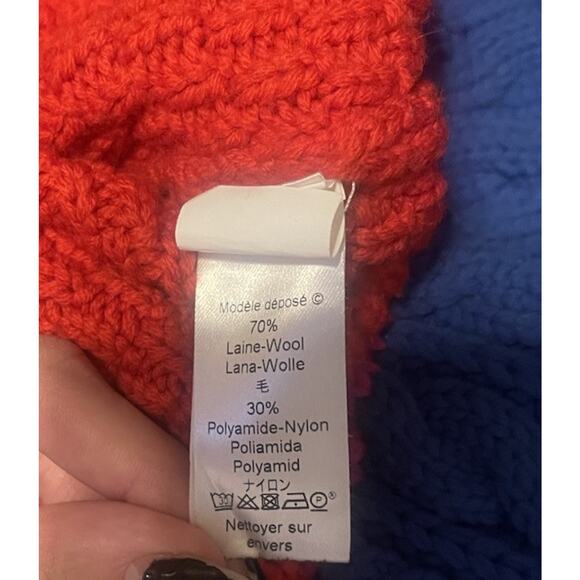 Modèle déposé ©
70%
Laine-Wool
Lana-Wolle
毛
30%
Polyamide-Nylon
Poliamida
Polyamid
ナイロン
Nettoyer sur
envers